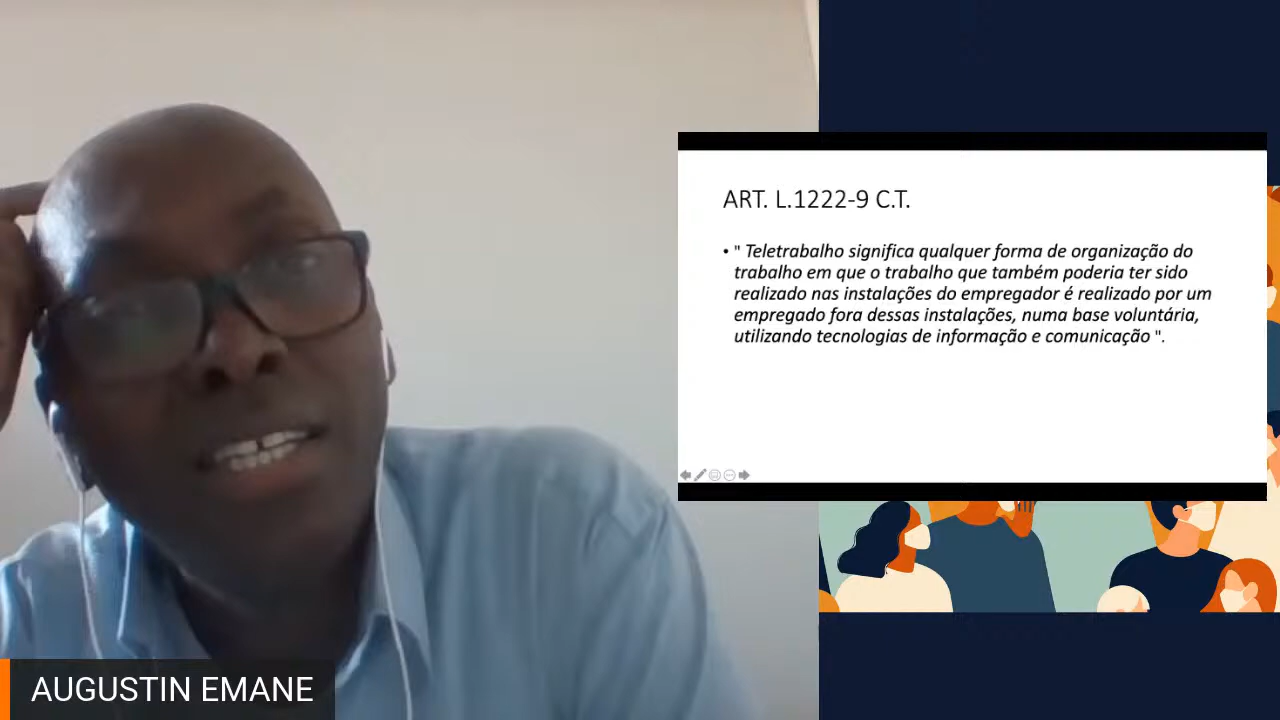 ART. L.1222-9 C.T.
• " Teletrabalho significa qualquer forma de organização do
trabalho em que o trabalho que também poderia ter sido
realizado nas instalações do empregador é realizado por um
empregado fora dessas instalações, numa base voluntária,
utilizando tecnologias de informação e comunicação ".
AUGUSTIN EMANE